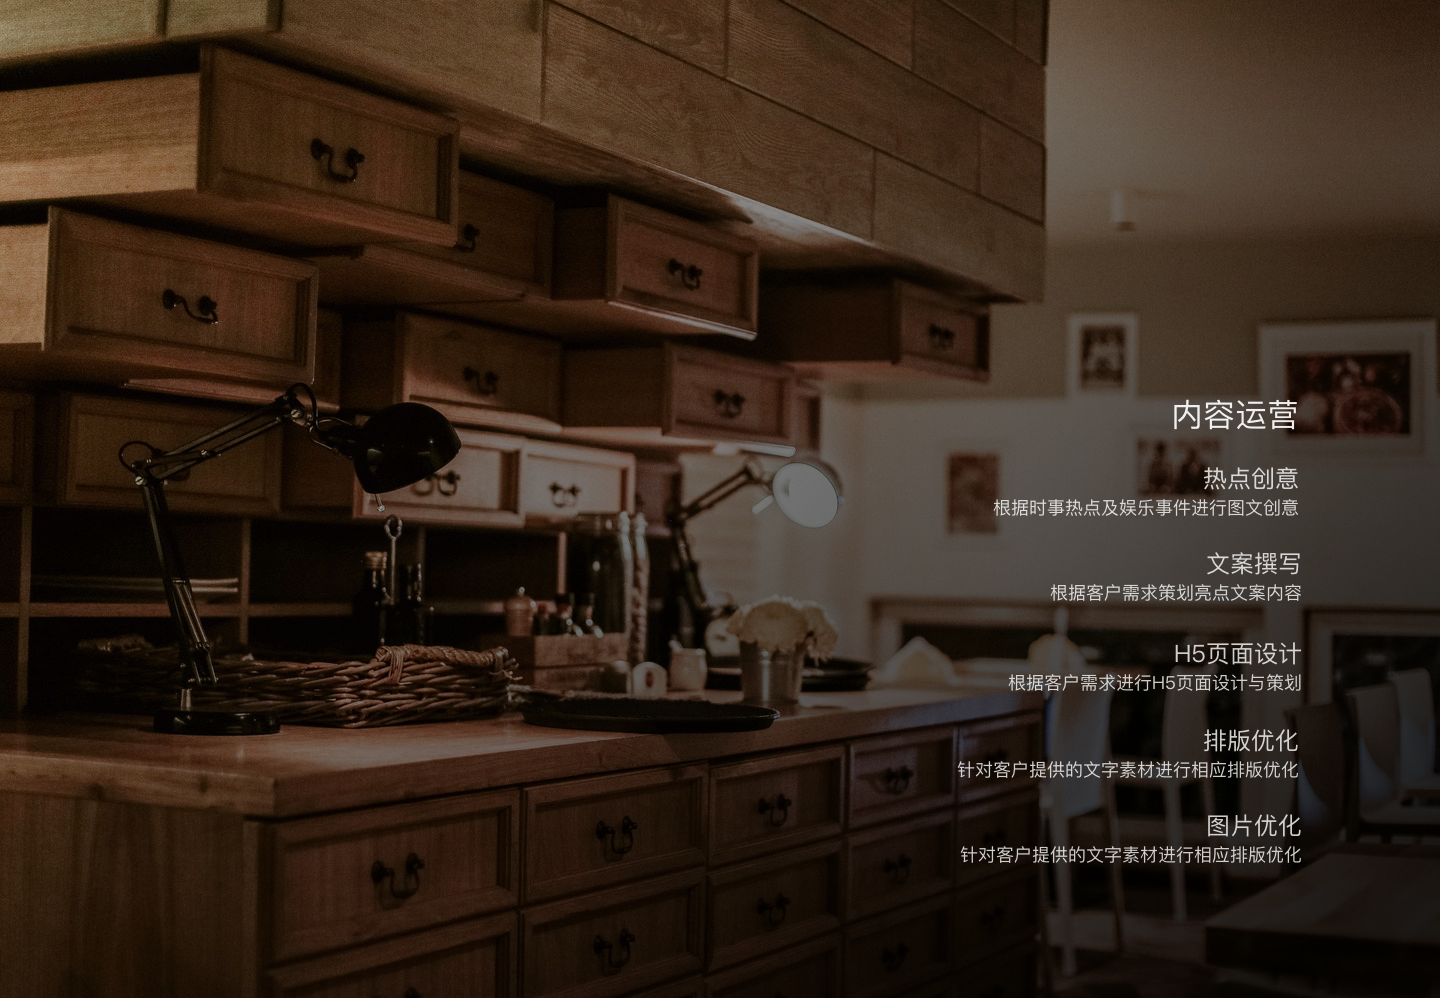 内容运营
热点创意
根据时事热点及娱乐事件进行图文创意
文案撰写
根据客户需求策划亮点文案内容
H5页面设计
根据客户需求进行H5页面设计与策划
排版优化
针对客户提供的文字素材进行相应排版优化
图片优化
针对客户提供的文字素材进行相应排版优化